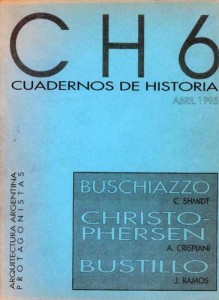 CH6
CUADERNOS DE HISTORIA
ABRIL 1995
ARQUITECTURA ARGENTINA
PROTAGONISTAS
BUSCHIAZZO
C. SHMIDT
CHRISTO-
PHERSEN
A. CRISPIANI
BUSTILLO
J. RAMOS